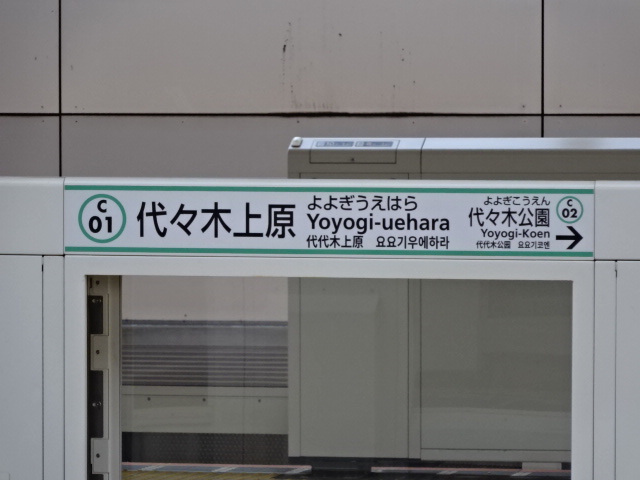 C
01
代々木上原
よよぎうえはら
Yoyogi-uehara
代代木上原 요요기우에하라
よよぎこうえん
代々木公園
Yoyogi-Koen
代代木公園 요요기코엔
C
02